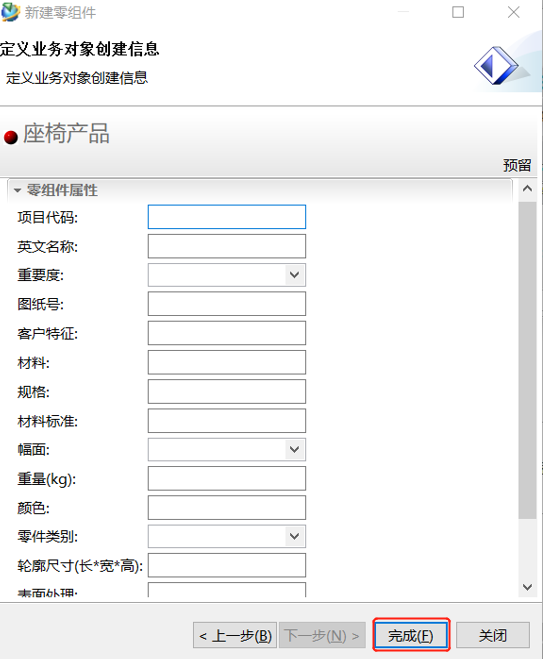 新建零组件
定义业务对象创建信息
定义业务对象创建信息
座椅产品
预留
零组件属性
项目代码:
英文名称:
重要度:
图纸号:
客户特征:
材料:
规格:
材料标准:
幅面:
重量(kg):
颜色:
零件类别:
轮廓尺寸(长*宽*高):
表面处理:
< 上一步(B) 下一步(N) > 完成(F) 关闭